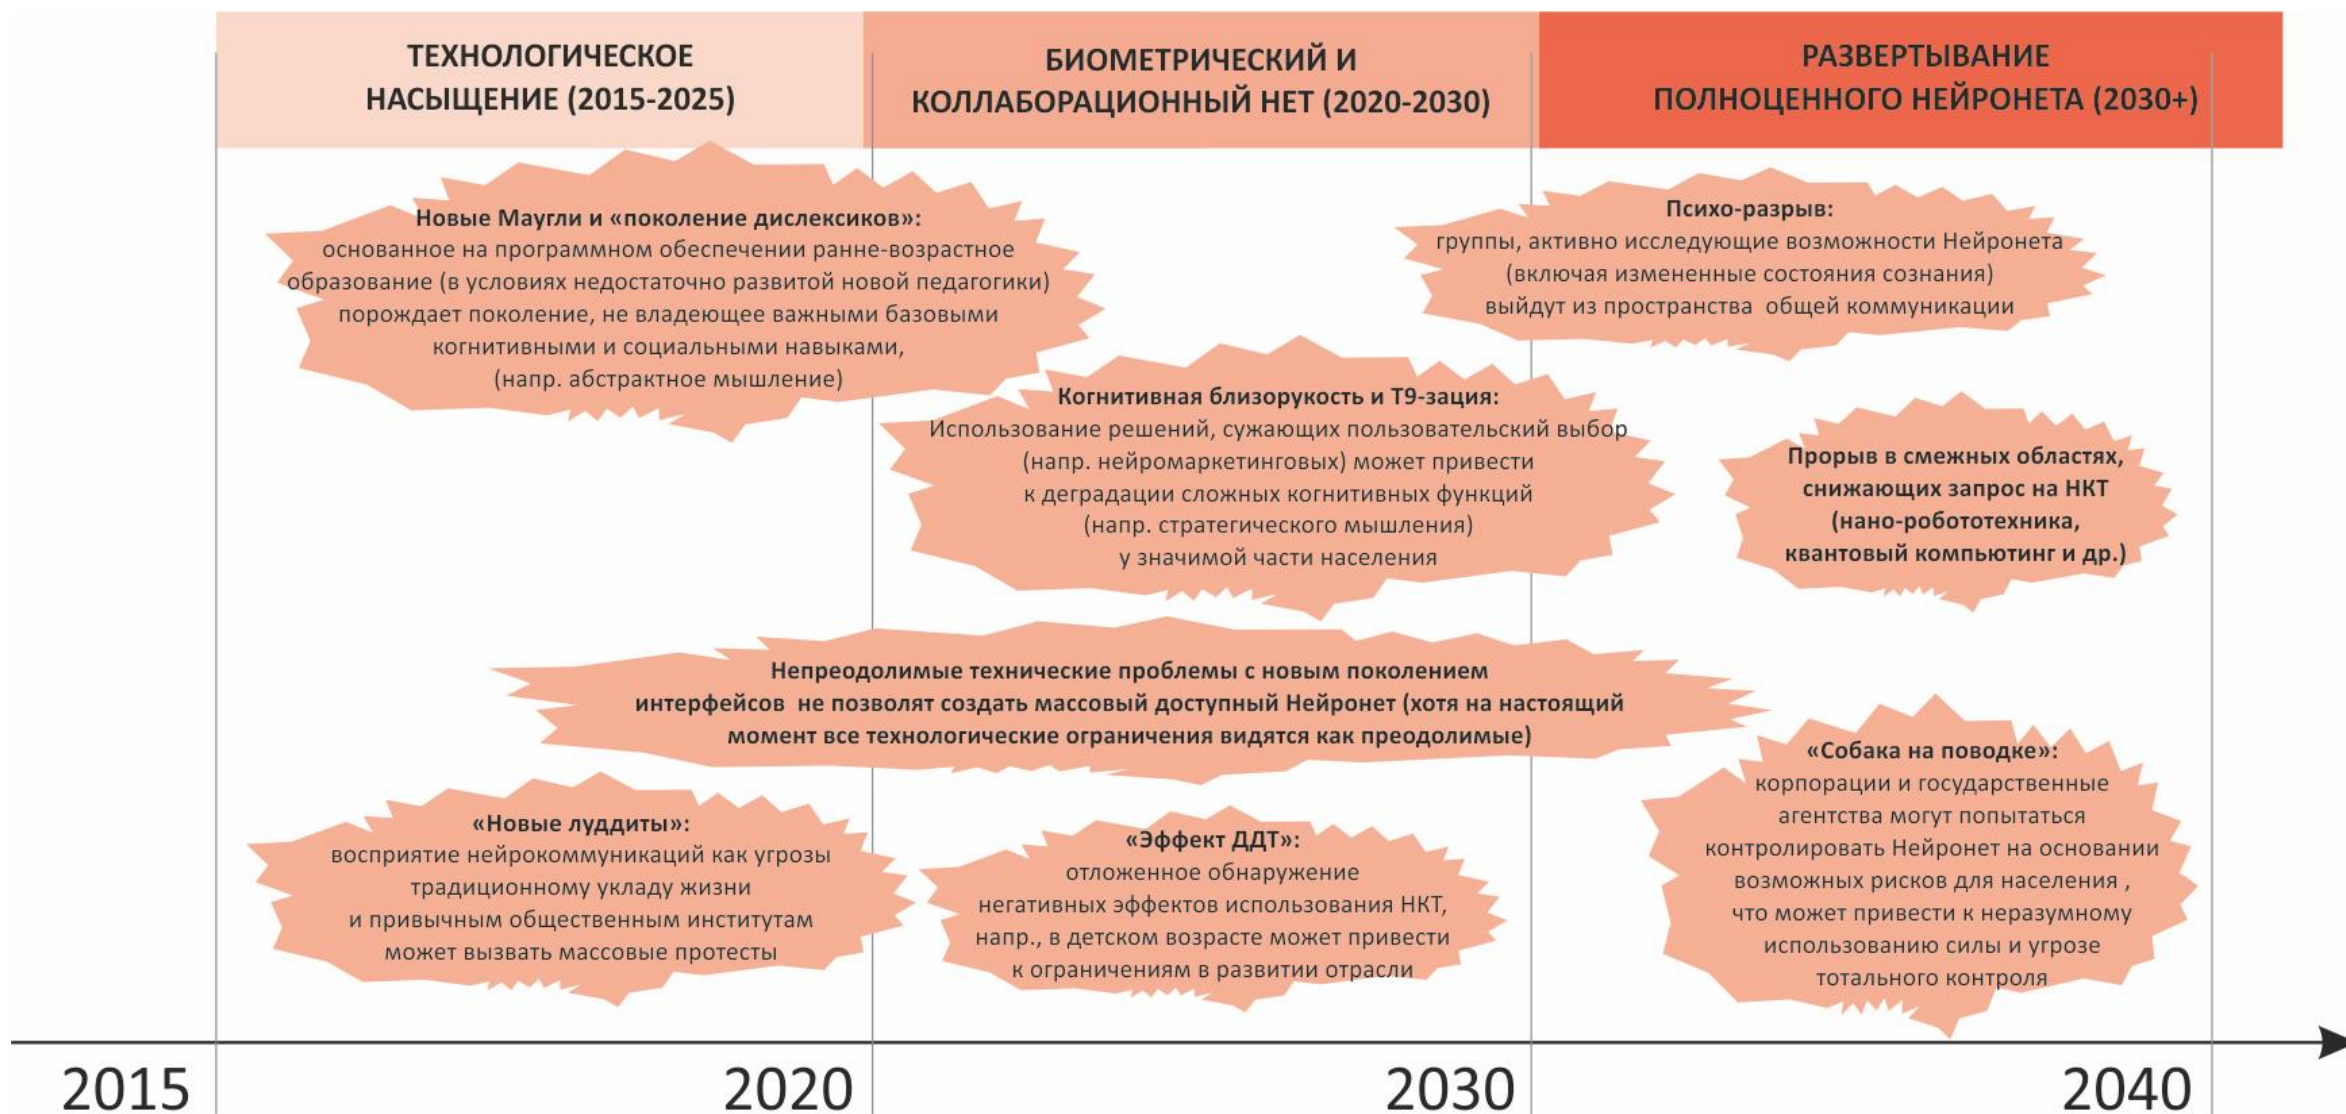 ТЕХНОЛОГИЧЕСКОЕ
НАСЫЩЕНИЕ (2015-2025)
БИОМЕТРИЧЕСКИЙ И
КОЛЛАБОРАЦИОННЫЙ НЕТ (2020-2030)
РАЗВЕРТЫВАНИЕ
ПОЛНОЦЕННОГО НЕЙРОНЕТА (2030+)
Новые Маугли и «поколение дислексиков»:
основанное на программном обеспечении ранне-возрастное
образование (в условиях недостаточно развитой новой педагогики)
порождает поколение, не владеющее важными базовыми
когнитивными и социальными навыками,
(напр. абстрактное мышление)
Психо-разрыв:
группы, активно исследующие возможности Нейронета
(включая измененные состояния сознания)
выйдут из пространства общей коммуникации
Когнитивная близорукость и Т9-зация:
Использование решений, сужающих пользовательский выбор
(напр. нейромаркетинговых) может привести
к деградации сложных когнитивных функций
(напр. стратегического мышления)
у значимой части населения
Прорыв в смежных областях,
снижающих запрос на НКТ
(нано-робототехника,
квантовый компьютинг и др.)
Непреодолимые технические проблемы с новым поколением
интерфейсов не позволят создать массовый доступный Нейронет (хотя на настоящий
момент все технологические ограничения видятся как преодолимые)
«Новые луддиты»:
восприятие нейрокоммуникаций как угрозы
традиционному укладу жизни
и привычным общественным институтам
может вызвать массовые протесты
«Эффект ДДТ»:
отложенное обнаружение
негативных эффектов использования НКТ,
напр., в детском возрасте может привести
к ограничениям в развитии отрасли
«Собака на поводке»:
корпорации и государственные
агентства могут попытаться
контролировать Нейронет на основании
возможных рисков для населения ,
что может привести к неразумному
использованию силы и угрозе
тотального контроля
2015
2020
2030
2040